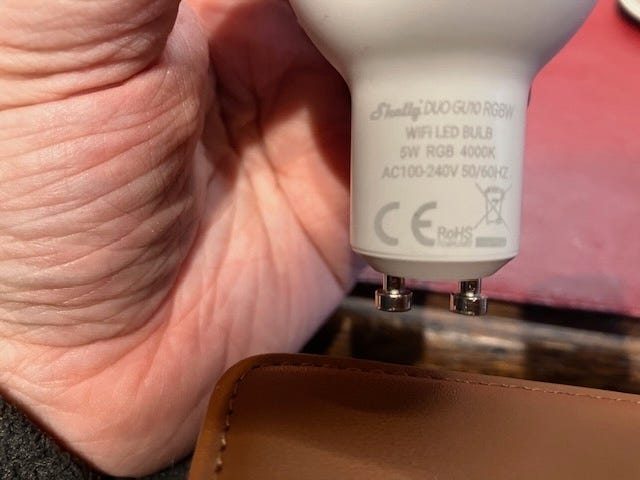 Shelly DUO GU10 RGBW
WiFi LED BULB
5W RGB 4000K
AC100-240V 50/60HZ
CE RoHS